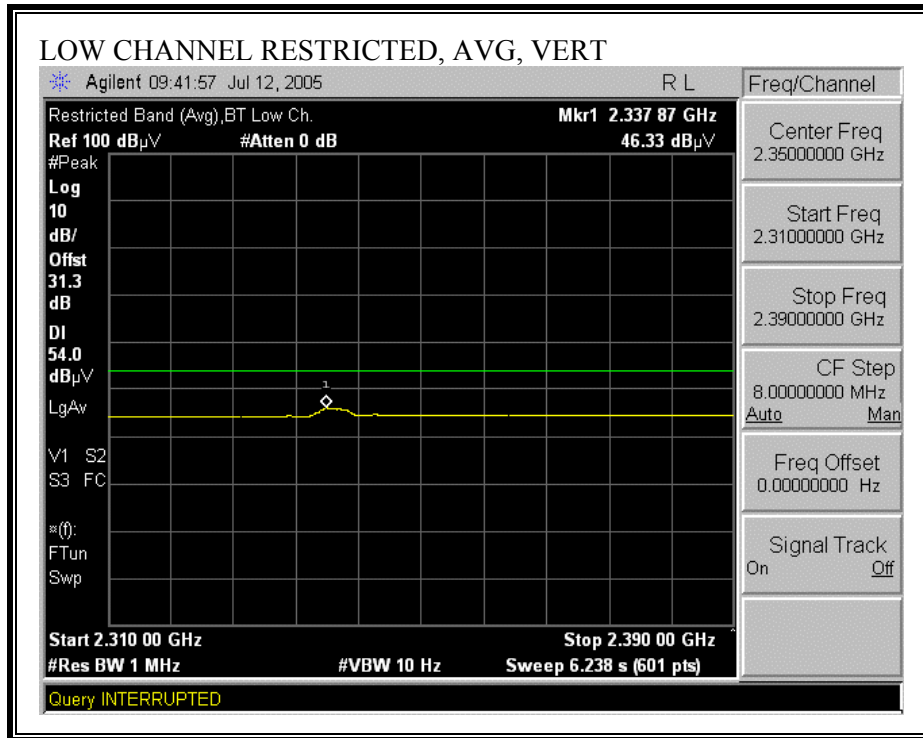 LOW CHANNEL RESTRICTED, AVG, VERT
Agilent 09:41:57 Jul 12, 2005
R L
Freq/Channel
Restricted Band (Avg),BT Low Ch.
Mkr1 2.337 87 GHz
Ref 100 dBµV
#Atten 0 dB
46.33 dBµV
#Peak
Log
10
dB/
Offst
31.3
dB
DI
54.0
dBµV
LgAv
V1 S2
S3 FC
¤(f):
FTun
Swp
1
Start 2.310 00 GHz
Stop 2.390 00 GHz
#Res BW 1 MHz
#VBW 10 Hz
Sweep 6.238 s (601 pts)
Query INTERRUPTED
Center Freq
2.35000000 GHz
Start Freq
2.31000000 GHz
Stop Freq
2.39000000 GHz
CF Step
8.00000000 MHz
Auto Man
Freq Offset
0.00000000 Hz
Signal Track
On Off